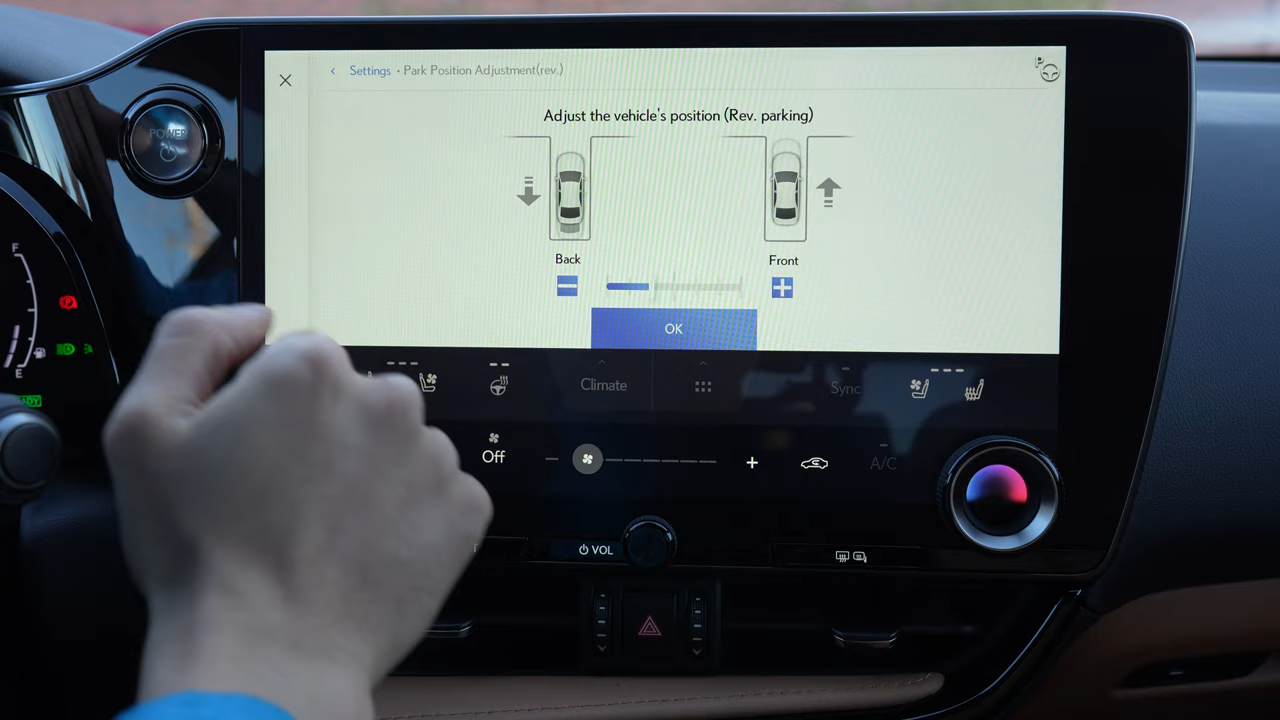 Settings • Park Position Adjustment(rev.)
Adjust the vehicle's position (Rev. parking)
POWER
Back
Front
OK
F
E
Climate
Sync
Off
A/C
VOL